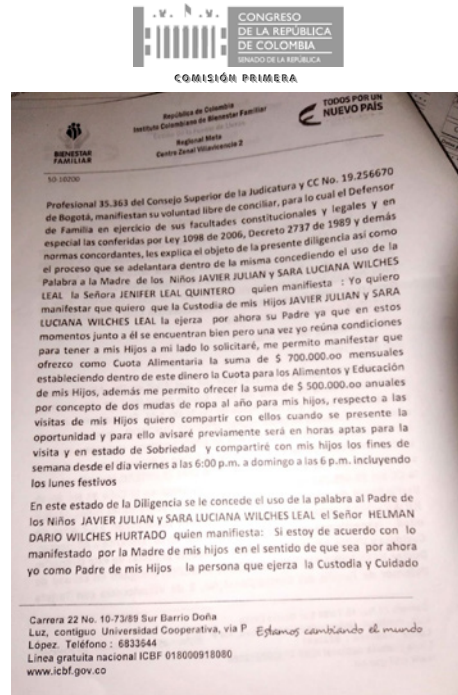 CONGRESO
DE LA REPÚBLICA
DE COLOMBIA
SENADO DE LA REPÚBLICA
COMISIÓN PRIMERA
BIENESTAR
FAMILIAR
República de Colombia
Instituto Colombiano de Bienestar Familiar
Regional Meta
Centro Zonal Villavicencio 2
TODOS POR UN
NUEVO PAÍS
50-10200
Profesional 35.363 del Consejo Superior de la Judicatura y CC No. 19.256670
de Bogotá, manifiestan su voluntad libre de conciliar, para lo cual el Defensor
de Familia en ejercicio de sus facultades constitucionales y legales y en
especial las conferidas por Ley 1098 de 2006, Decreto 2737 de 1989 y demás
normas concordantes, les explica el objeto de la presente diligencia así como
el proceso que se adelantara dentro de la misma concediendo el uso de la
Palabra a la Madre de los Niños JAVIER JULIAN y SARA LUCIANA WILCHES
LEAL la Señora JENIFER LEAL QUINTERO quien manifiesta : Yo quiero
manifestar que quiero que la Custodia de mis Hijos JAVIER JULIAN y SARA
LUCIANA WILCHES LEAL la ejerza por ahora su Padre ya que en estos
momentos junto a él se encuentran bien pero una vez yo reúna condiciones
para tener a mis Hijos a mi lado lo solicitaré, me permito manifestar que
ofrezco como Cuota Alimentaria la suma de $ 700.000.oo mensuales
estableciendo dentro de este dinero la Cuota para los Alimentos y Educación
de mis Hijos, además me permito ofrecer la suma de $ 500.000.oo anuales
por concepto de dos mudas de ropa al año para mis hijos, respecto a las
visitas de mis Hijos quiero compartir con ellos cuando se presente la
oportunidad y para ello avisaré previamente será en horas aptas para la
visita y en estado de Sobriedad y compartiré con mis hijos los fines de
semana desde el día viernes a las 6:00 p.m. a domingo a las 6 p.m. incluyendo
los lunes festivos
En este estado de la Diligencia se le concede el uso de la palabra al Padre de
los Niños JAVIER JULIAN y SARA LUCIANA WILCHES LEAL el Señor HELMAN
DARIO WILCHES HURTADO quien manifiesta: Si estoy de acuerdo con lo
manifestado por la Madre de mis hijos en el sentido de que sea por ahora
yo como Padre de mis Hijos la persona que ejerza la Custodia y Cuidado
Carrera 22 No. 10-73/89 Sur Barrio Doña
Luz, contiguo Universidad Cooperativa, vía P
López. Teléfono : 6833644
Línea gratuita nacional ICBF 018000918080
www.icbf.gov.co
Estamos cambiando el mundo